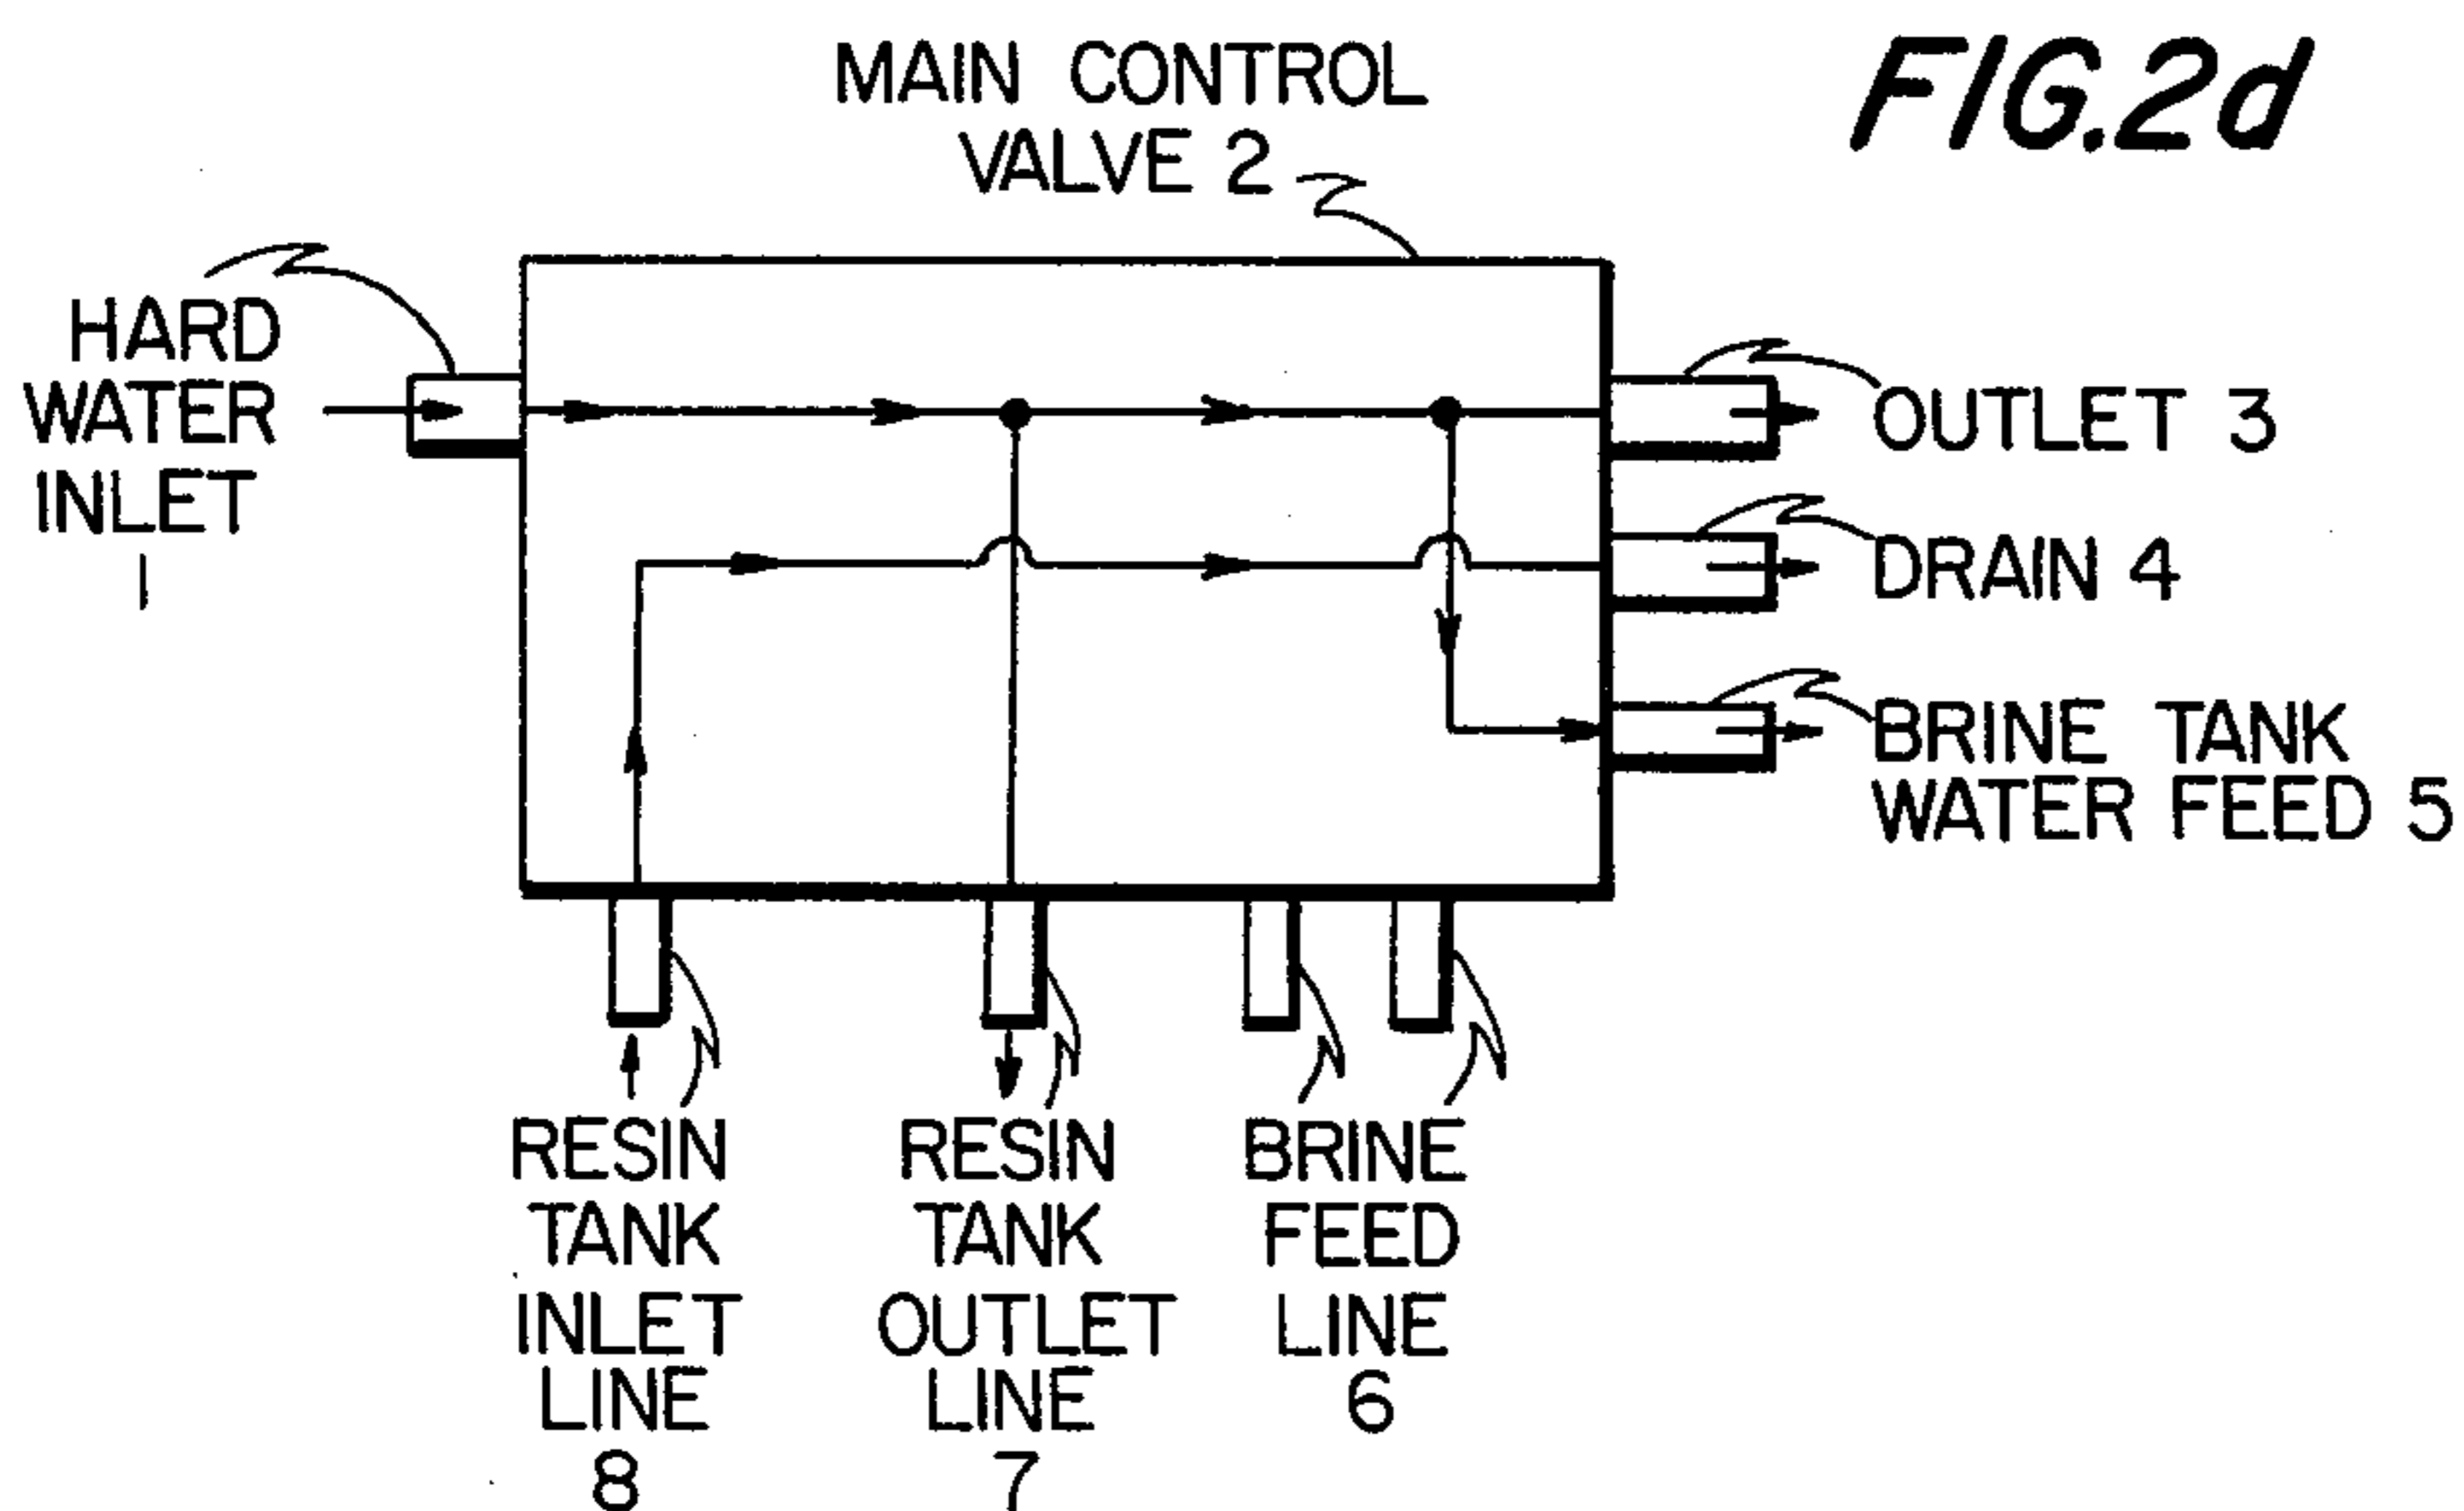 FIG.2d
MAIN CONTROL
VALVE 2
HARD
WATER
INLET
1
OUTLET 3
DRAIN 4
BRINE TANK
WATER FEED 5
RESIN
TANK
INLET
LINE
8
RESIN
TANK
OUTLET
LINE
7
BRINE
FEED
LINE
6